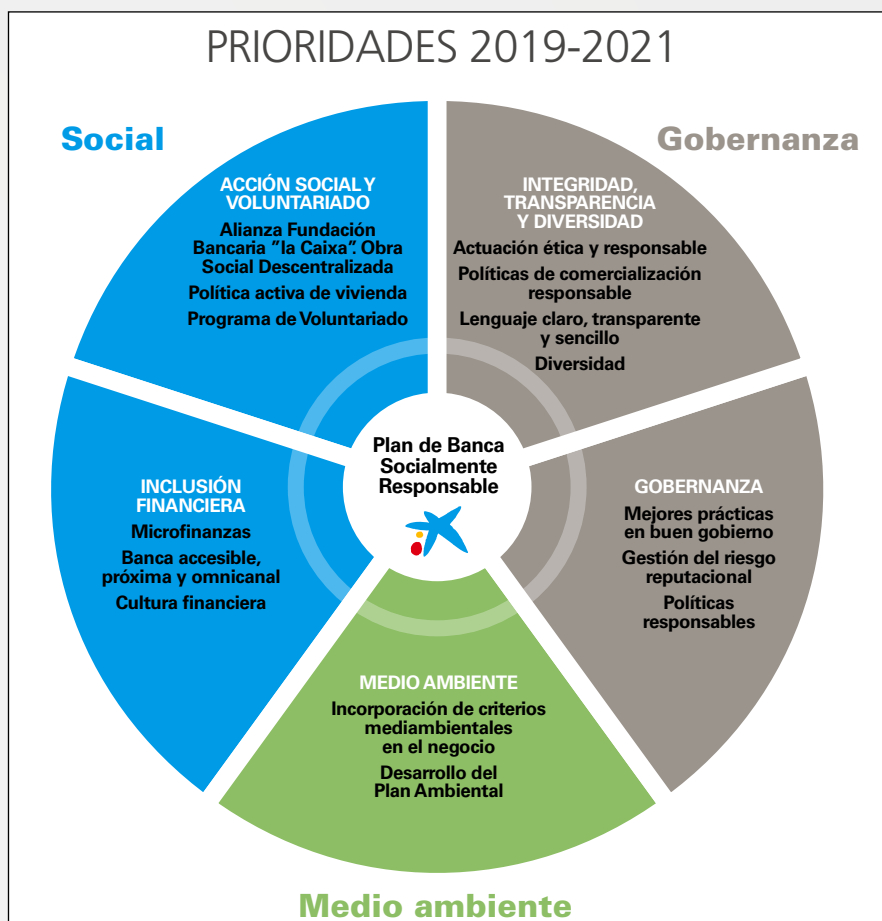 PRIORIDADES 2019-2021
Social
Gobernanza
ACCIÓN SOCIAL Y
VOLUNTARIADO
Alianza Fundación
Bancaria "la Caixa". Obra
Social Descentralizada
Política activa de vivienda
Programa de Voluntariado
INTEGRIDAD,
TRANSPARENCIA
Y DIVERSIDAD
Actuación ética y responsable
Políticas de comercialización
responsable
Lenguaje claro, transparente
y sencillo
Diversidad
Plan de Banca
Socialmente
Responsable
INCLUSIÓN
FINANCIERA
Microfinanzas
Banca accesible,
próxima y omnicanal
Cultura financiera
GOBERNANZA
Mejores prácticas
en buen gobierno
Gestión del riesgo
reputacional
Políticas
responsables
MEDIO AMBIENTE
Incorporación de criterios
mediambientales
en el negocio
Desarrollo del
Plan Ambiental
Medio ambiente